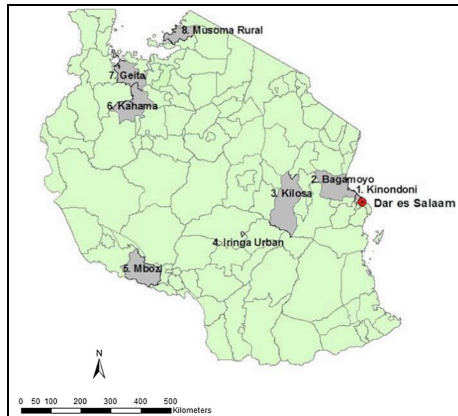 8. Musoma Rural
7. Geita
6. Kahama
2. Bagamoyo
1. Kinondoni
3. Kilosa
Dar es Salaam
4. Iringa Urban
5. Mbozi
N
0 50 100 200 300 400 500
Kilometers